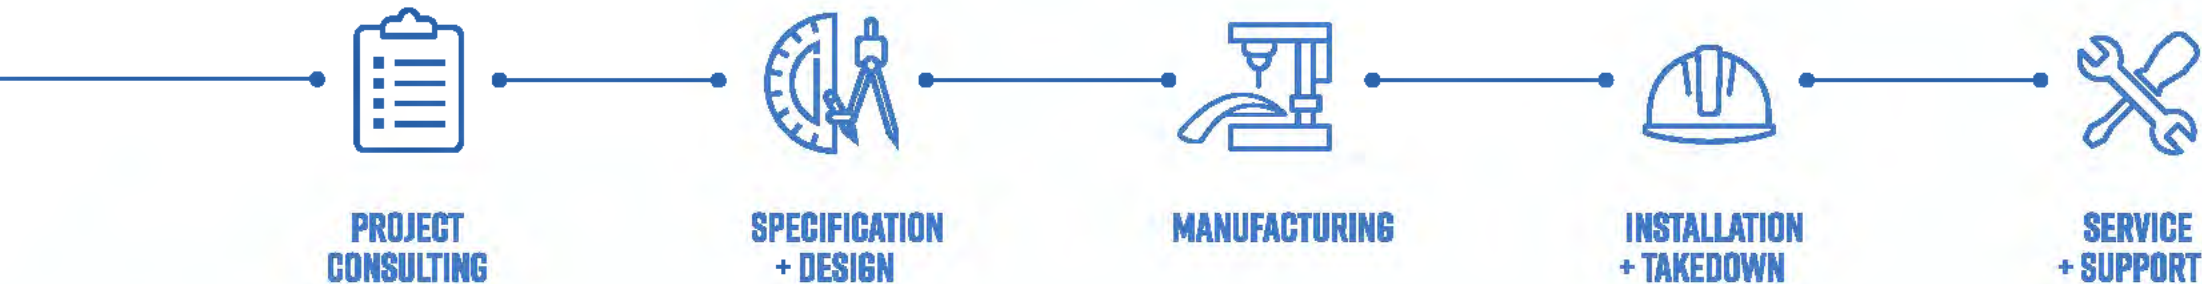 PROJECT
CONSULTING
SPECIFICATION
+ DESIGN
MANUFACTURING
INSTALLATION
+ TAKEDOWN
SERVICE
+ SUPPORT